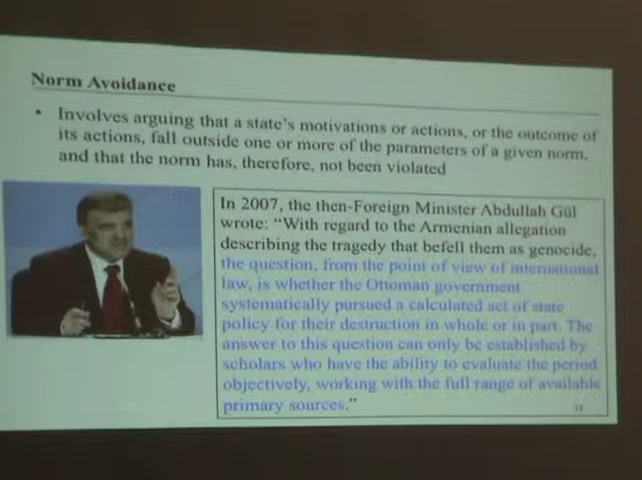 Norm Avoidance
• Involves arguing that a state's motivations or actions, or the outcome of
its actions, fall outside one or more of the parameters of a given norm,
and that the norm has, therefore, not been violated
In 2007, the then-Foreign Minister Abdullah Gül
wrote: “With regard to the Armenian allegation
describing the tragedy that befell them as genocide,
the question, from the point of view of international
law, is whether the Ottoman government
systematically pursued a calculated act of state
policy for their destruction in whole or in part. The
answer to this question can only be established by
scholars who have the ability to evaluate the period
objectively, working with the full range of available
primary sources.”